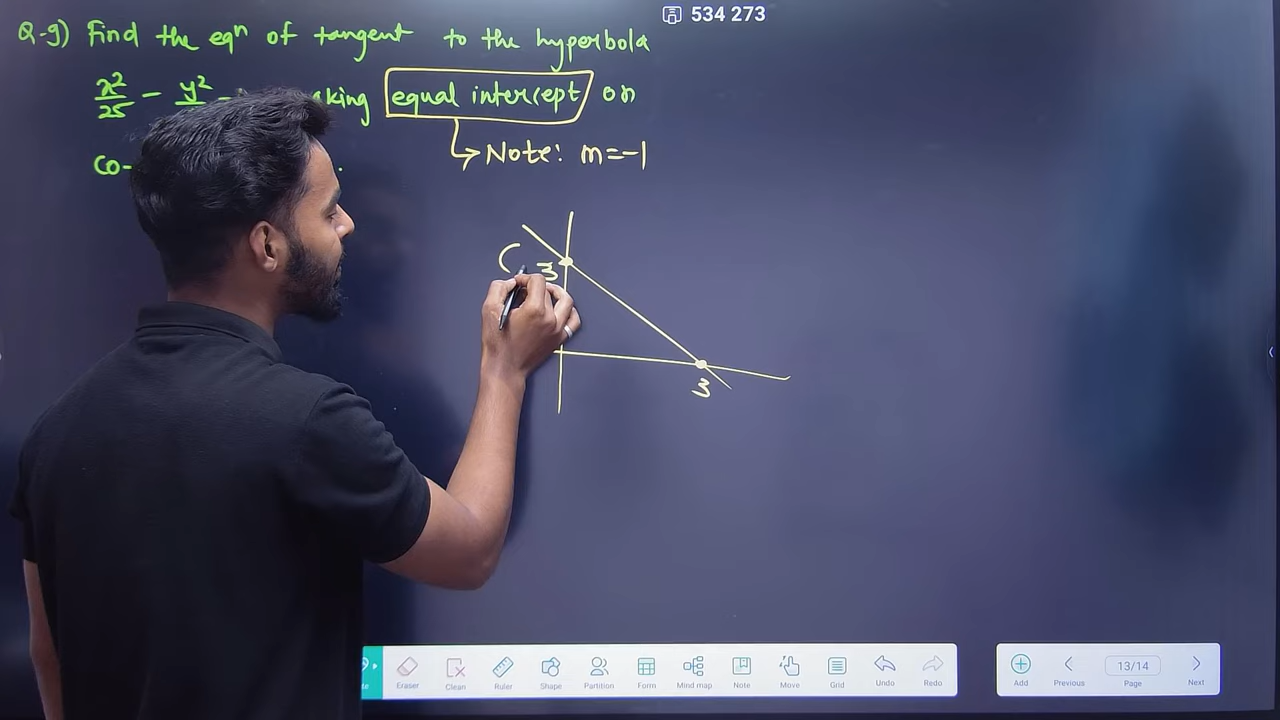 534 273
Q-9) Find the eqⁿ of tangent to the hyperbola
x²/25 - y² aking equal intercept on
co-
Note: m=-1
( 3
3
Eraser Clean Ruler Shape Partition Form Mind map Note Move Grid Undo Redo Add Previous 13/14 Page Next